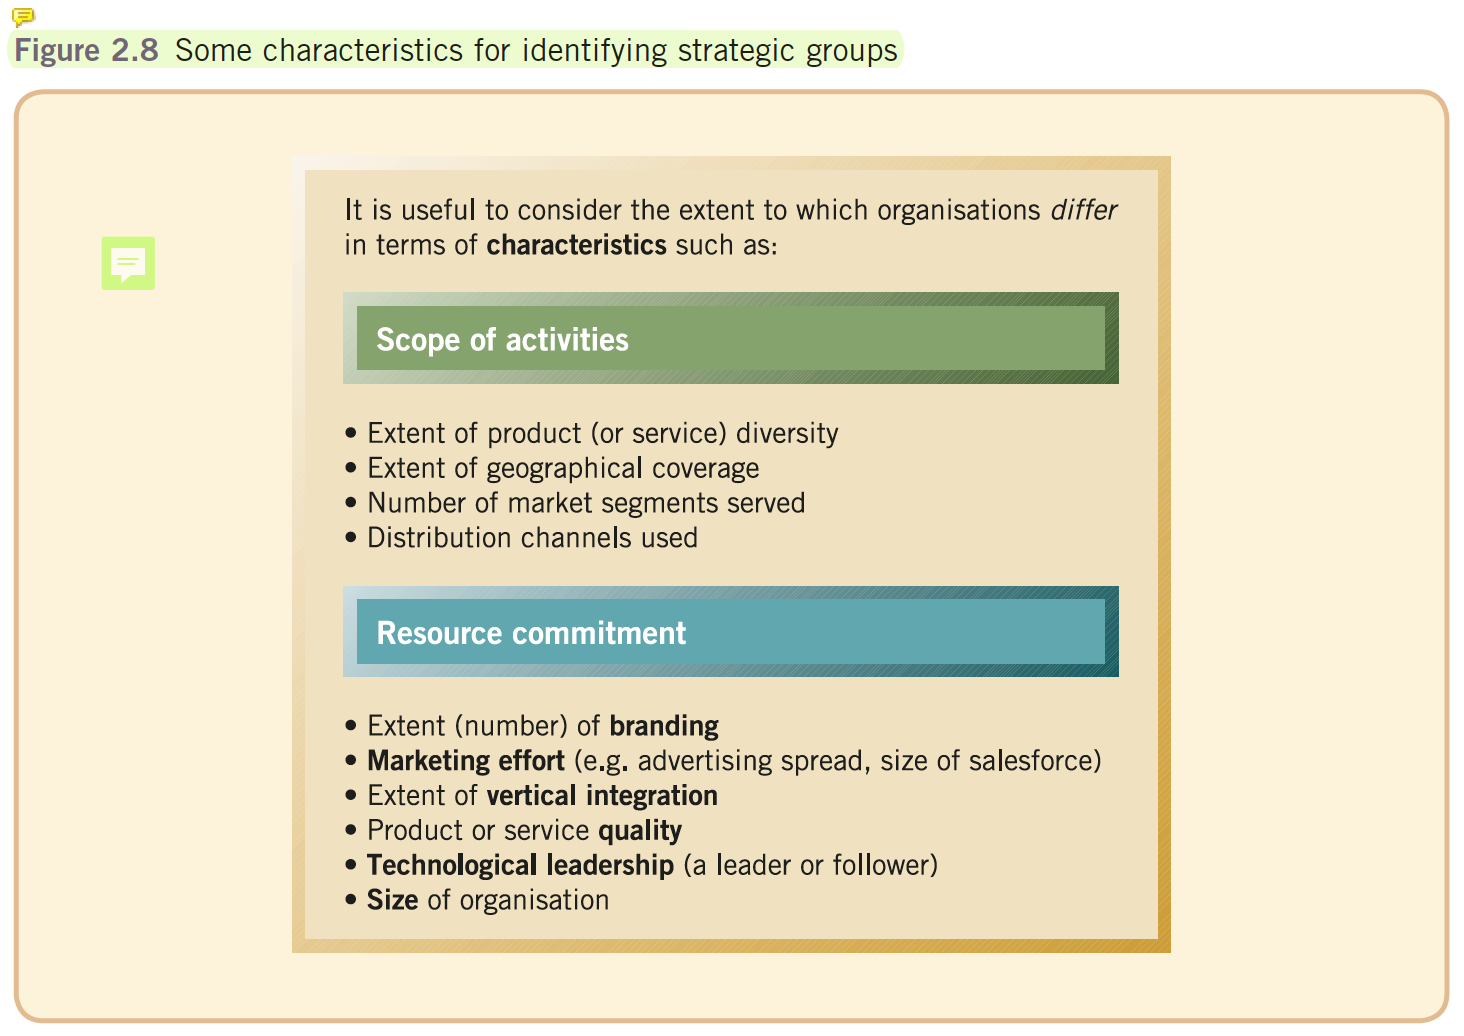 Figure 2.8 Some characteristics for identifying strategic groups
It is useful to consider the extent to which organisations differ
in terms of characteristics such as:
Scope of activities
• Extent of product (or service) diversity
• Extent of geographical coverage
• Number of market segments served
• Distribution channels used
Resource commitment
• Extent (number) of branding
• Marketing effort (e.g. advertising spread, size of salesforce)
• Extent of vertical integration
• Product or service quality
• Technological leadership (a leader or follower)
• Size of organisation